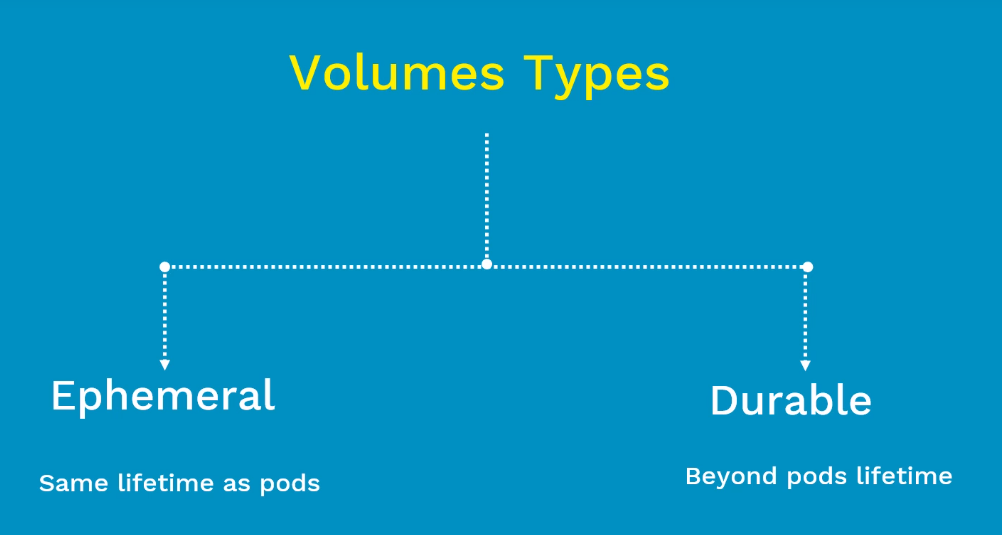 Volumes Types
Ephemeral
Same lifetime as pods
Durable
Beyond pods lifetime